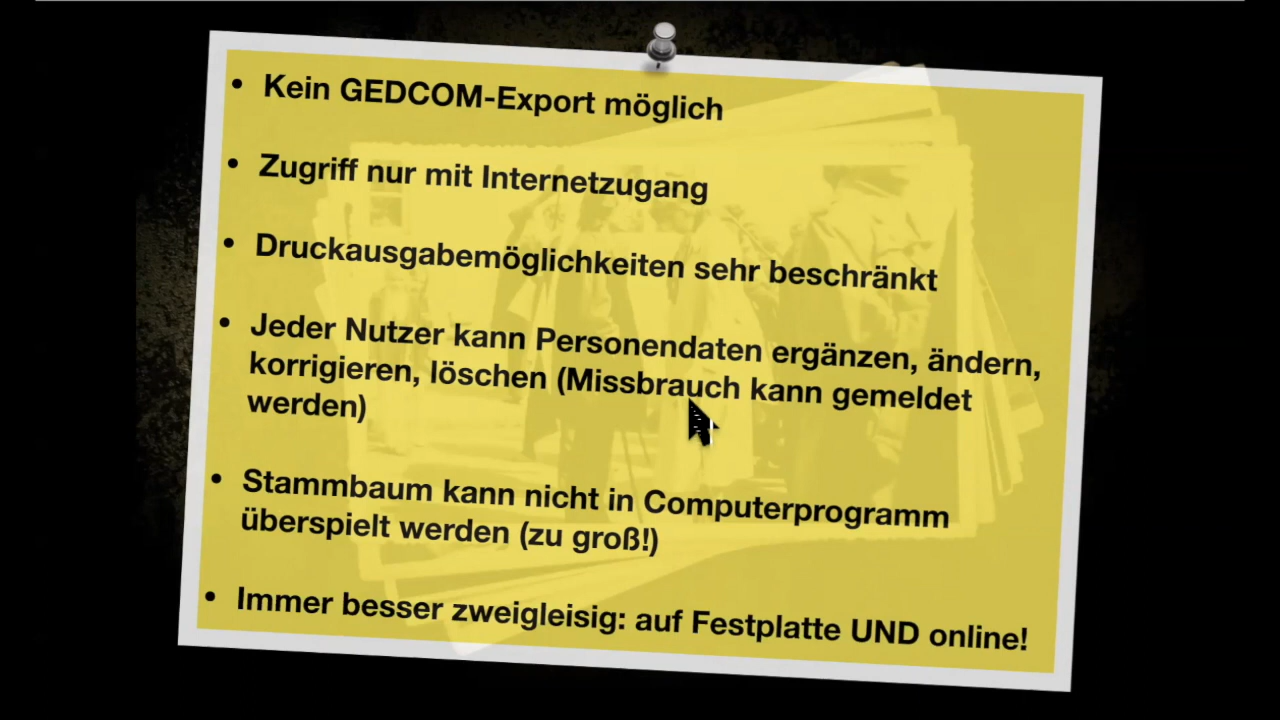 • Kein GEDCOM-Export möglich
• Zugriff nur mit Internetzugang
• Druckausgabemöglichkeiten sehr beschränkt
• Jeder Nutzer kann Personendaten ergänzen, ändern,
korrigieren, löschen (Missbrauch kann gemeldet
werden)
• Stammbaum kann nicht in Computerprogramm
überspielt werden (zu groß!)
• Immer besser zweigleisig: auf Festplatte UND online!